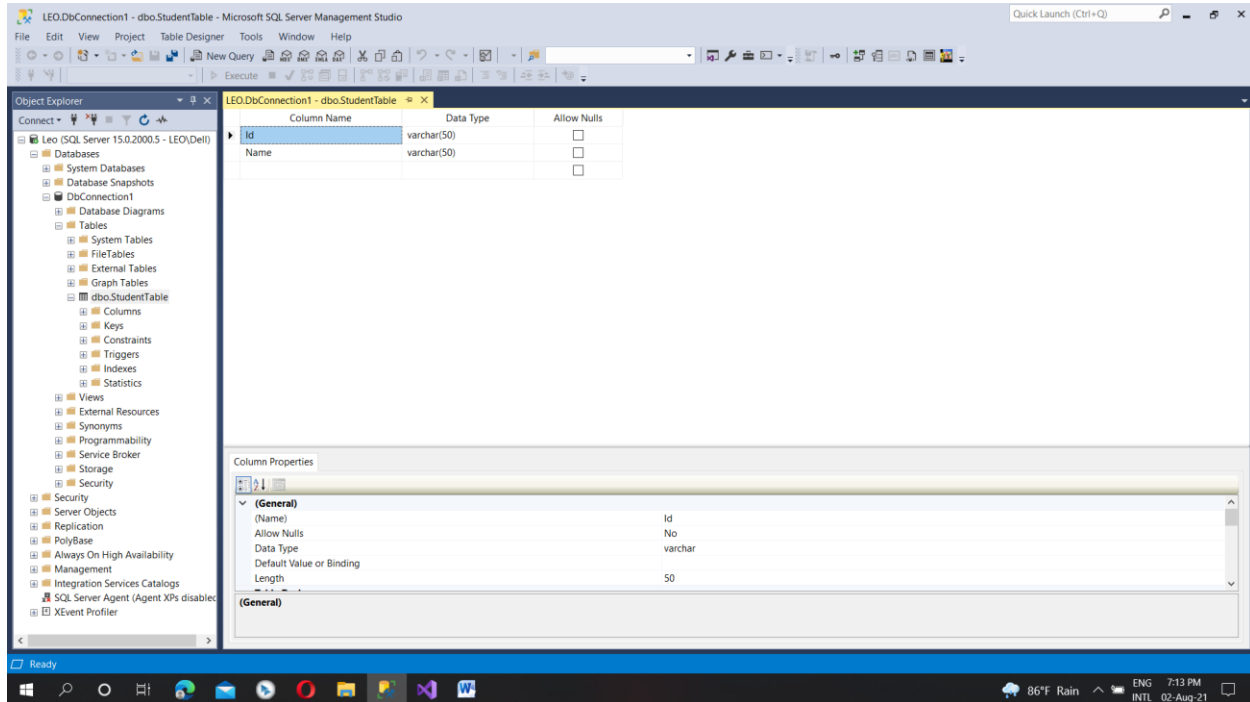 LEO.DbConnection1 - dbo.StudentTable - Microsoft SQL Server Management Studio
Quick Launch (Ctrl+Q)
File Edit View Project Table Designer Tools Window Help
New Query
Execute
Object Explorer
LEO.DbConnection1 - dbo.StudentTable
Connect
Column Name Data Type Allow Nulls
Id varchar(50)
Name varchar(50)
Leo (SQL Server 15.0.2000.5 - LEO\Dell)
Databases
System Databases
Database Snapshots
DbConnection1
Database Diagrams
Tables
System Tables
FileTables
External Tables
Graph Tables
dbo.StudentTable
Columns
Keys
Constraints
Triggers
Indexes
Statistics
Views
External Resources
Synonyms
Programmability
Service Broker
Storage
Security
Security
Server Objects
Replication
PolyBase
Always On High Availability
Management
Integration Services Catalogs
SQL Server Agent (Agent XPs disabled
XEvent Profiler
Column Properties
(General)
(Name) Id
Allow Nulls No
Data Type varchar
Default Value or Binding
Length 50
(General)
Ready
86°F Rain
ENG
INTL
7:13 PM
02-Aug-21